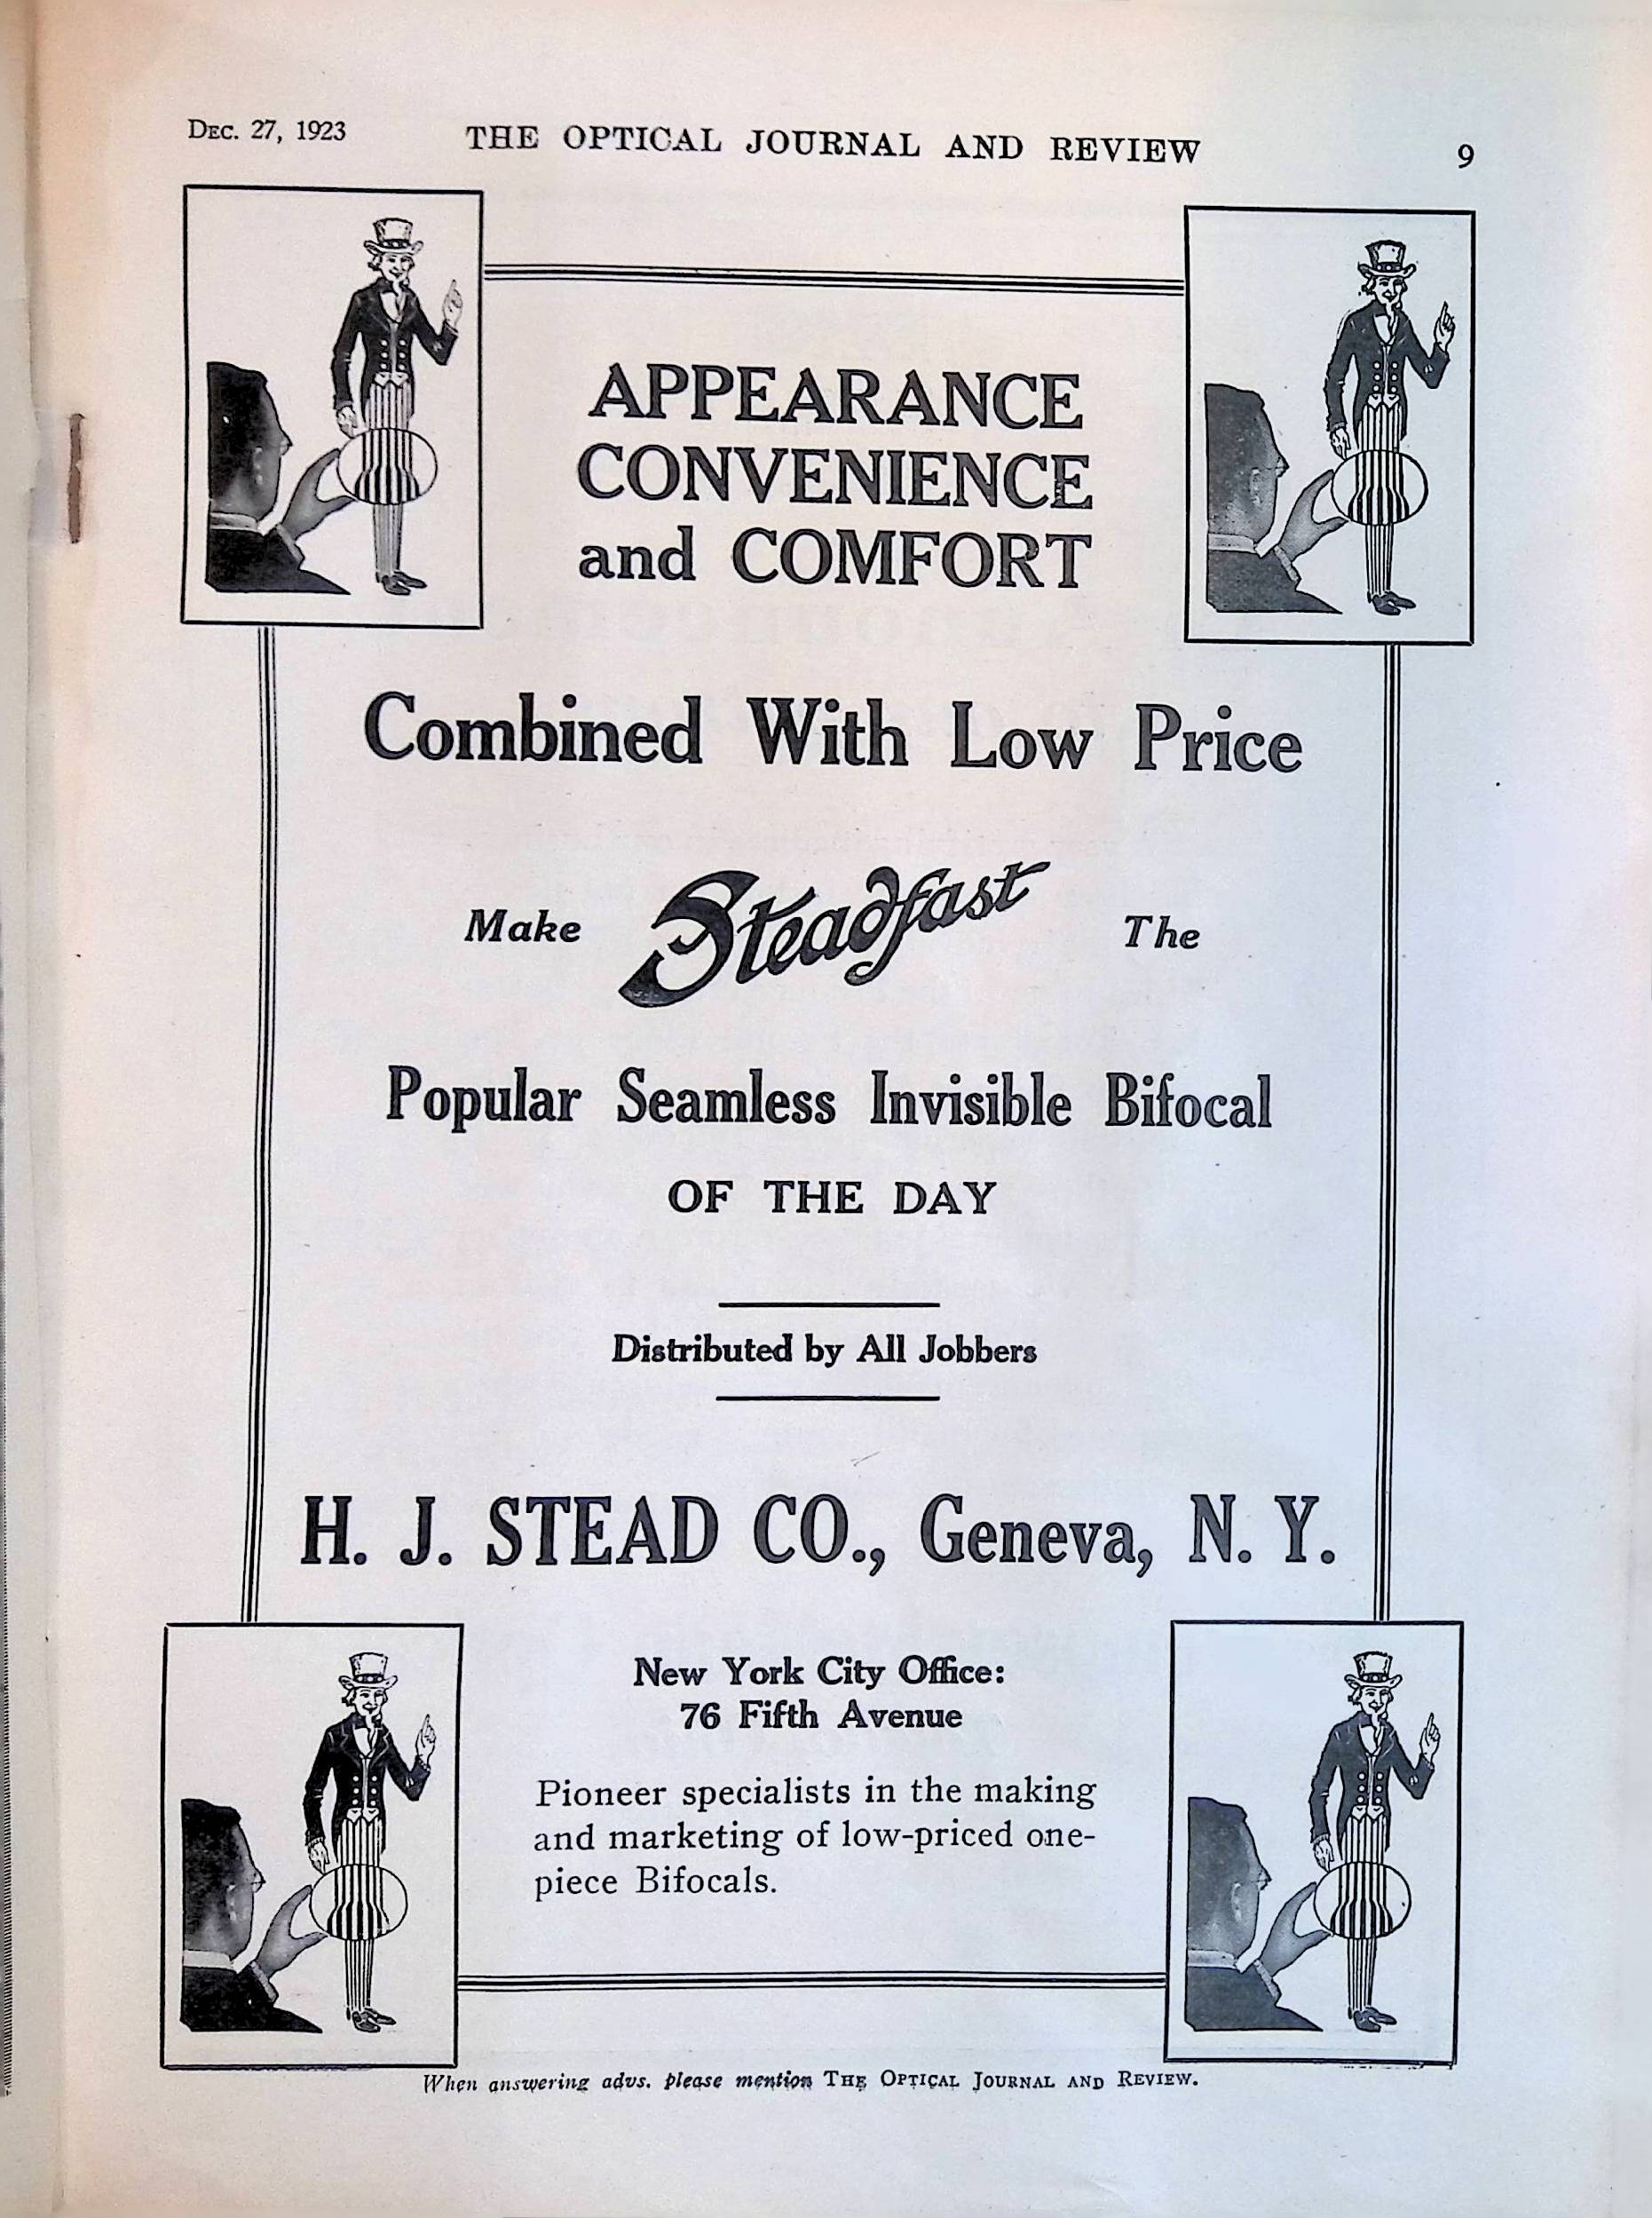 DEC. 27, 1923 THE OPTICAL JOURNAL AND REVIEW 9
APPEARANCE
CONVENIENCE
and COMFORT
Combined With Low Price
Make Steadfast The
Popular Seamless Invisible Bifocal
OF THE DAY
Distributed by All Jobbers
H. J. STEAD CO., Geneva, N. Y.
New York City Office:
76 Fifth Avenue
Pioneer specialists in the making
and marketing of low-priced one-
piece Bifocals.
When answering advs. please mention THE OPTICAL JOURNAL AND REVIEW.